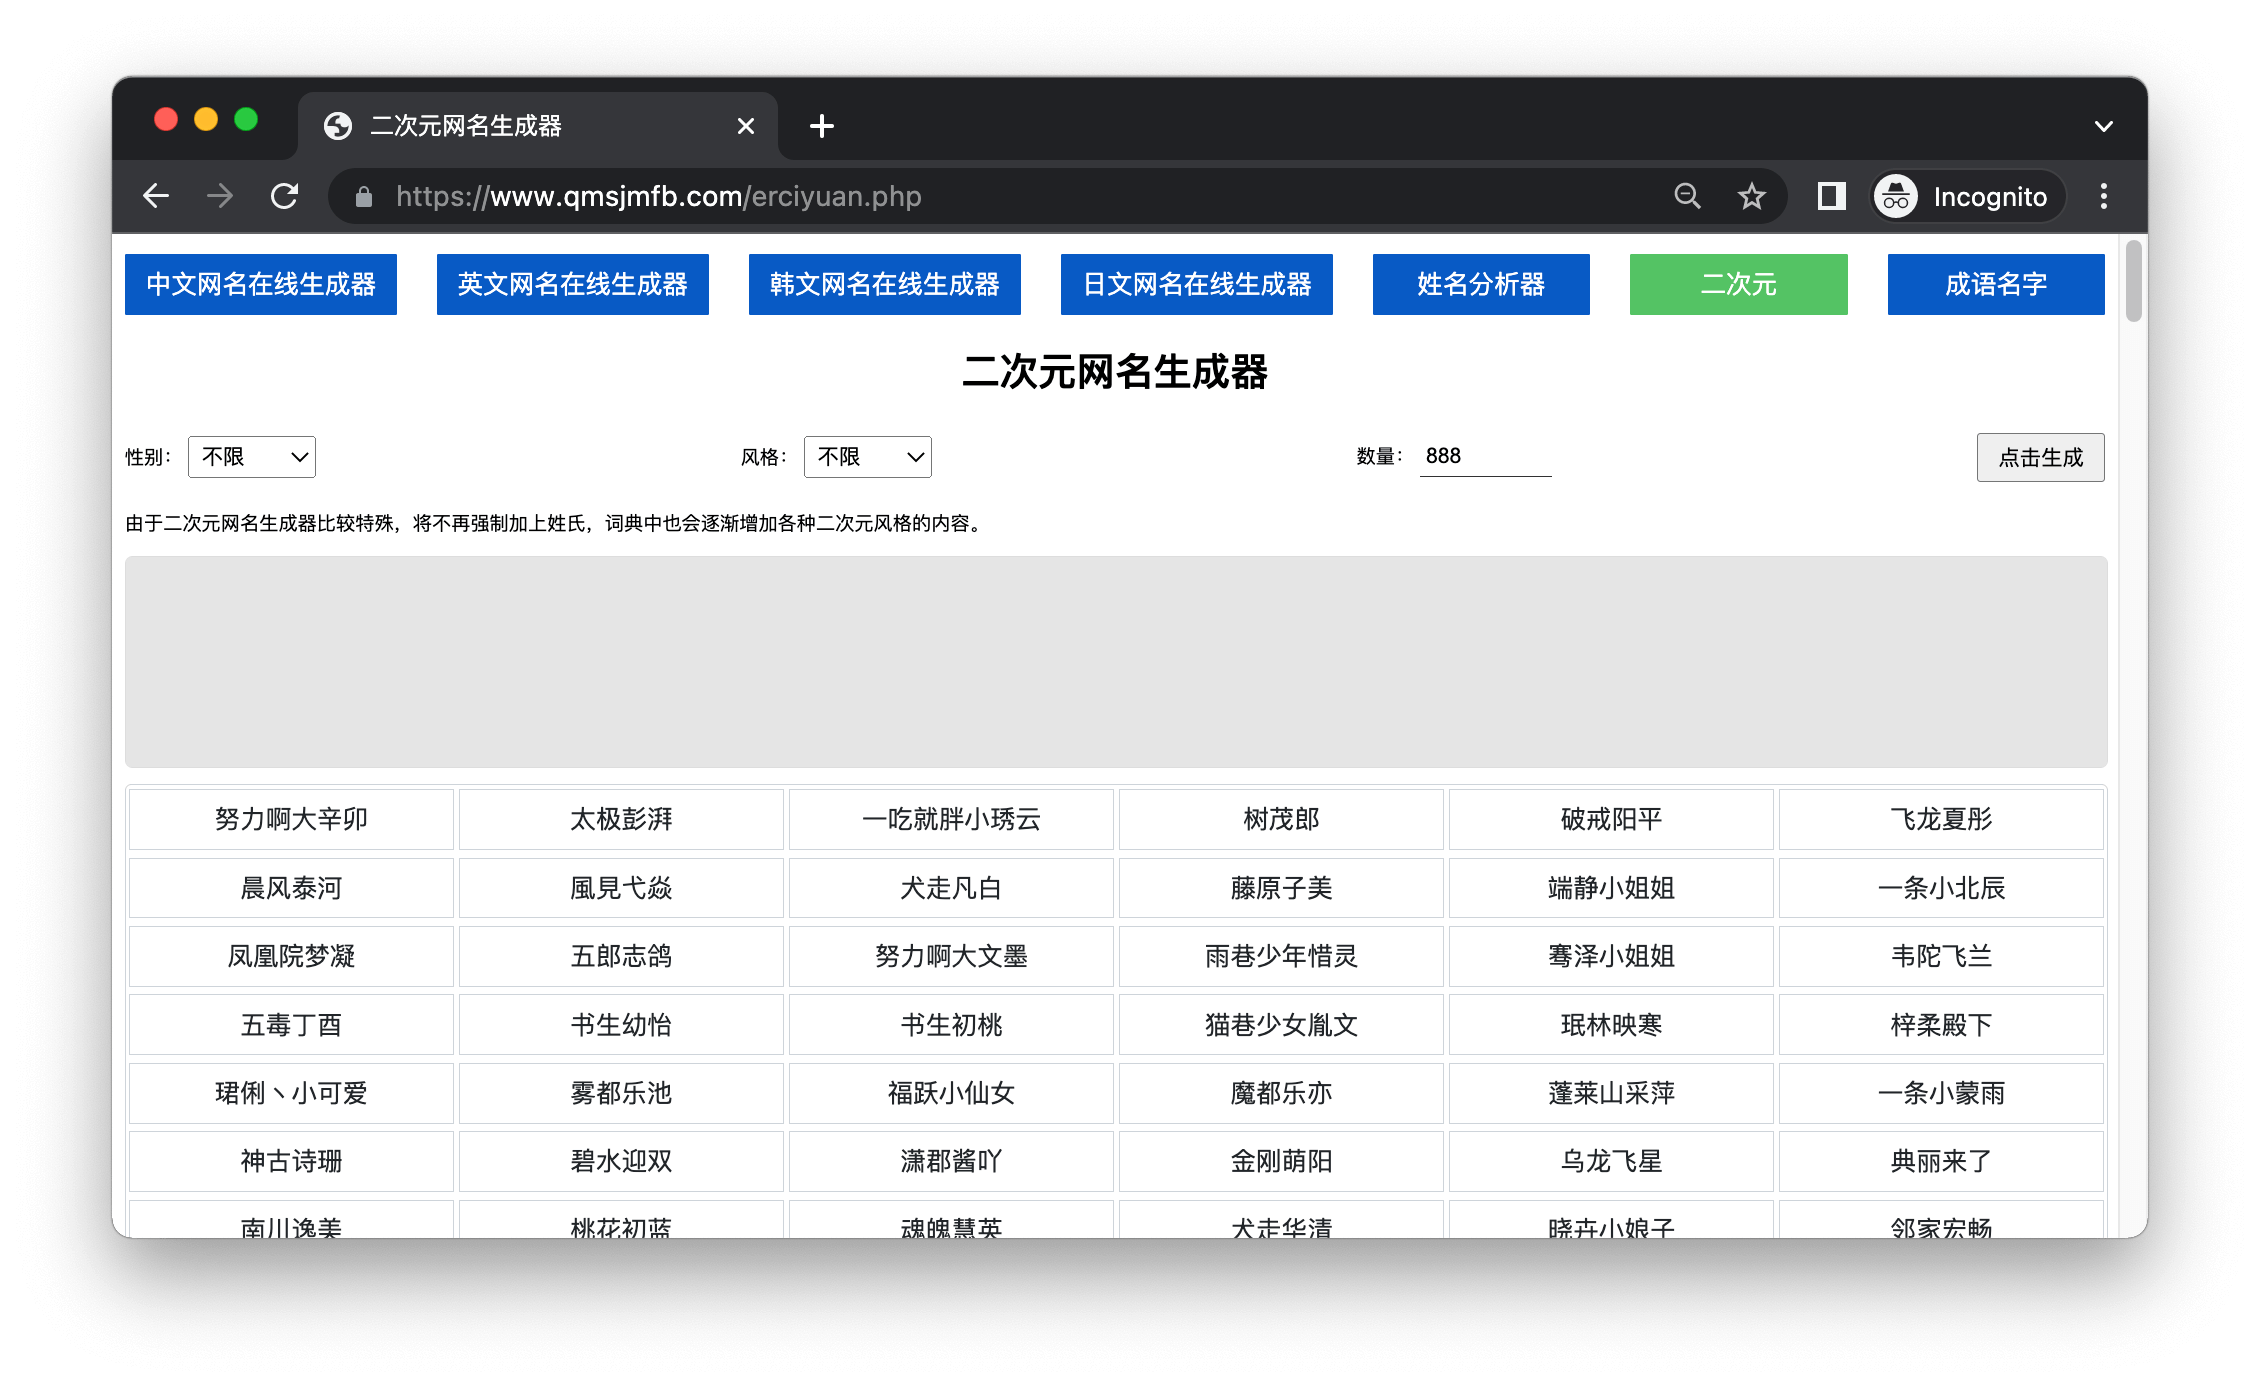 二次元网名生成器
https://www.qmsjmfb.com/erciyuan.php
Incognito
中文网名在线生成器 英文网名在线生成器 韩文网名在线生成器 日文网名在线生成器 姓名分析器 二次元 成语名字
二次元网名生成器
性别： 不限 风格： 不限 数量： 888 点击生成
由于二次元网名生成器比较特殊，将不再强制加上姓氏，词典中也会逐渐增加各种二次元风格的内容。
努力啊大辛卯 太极彭湃 一吃就胖小琇云 树茂郎 破戒阳平 飞龙夏彤
晨风泰河 風見弋焱 犬走凡白 藤原子美 端静小姐姐 一条小北辰
凤凰院梦凝 五郎志鸽 努力啊大文墨 雨巷少年惜灵 骞泽小姐姐 韦陀飞兰
五毒丁酉 书生幼怡 书生初桃 猫巷少女胤文 珉林映寒 梓柔殿下
珺俐丶小可爱 雾都乐池 福跃小仙女 魔都乐亦 蓬莱山采萍 一条小蒙雨
神古诗珊 碧水迎双 潇郡酱吖 金刚萌阳 乌龙飞星 典丽来了
南川逸美 桃花初蓝 魂魄慧英 犬走华清 晓卉小娘子 邻家宏畅